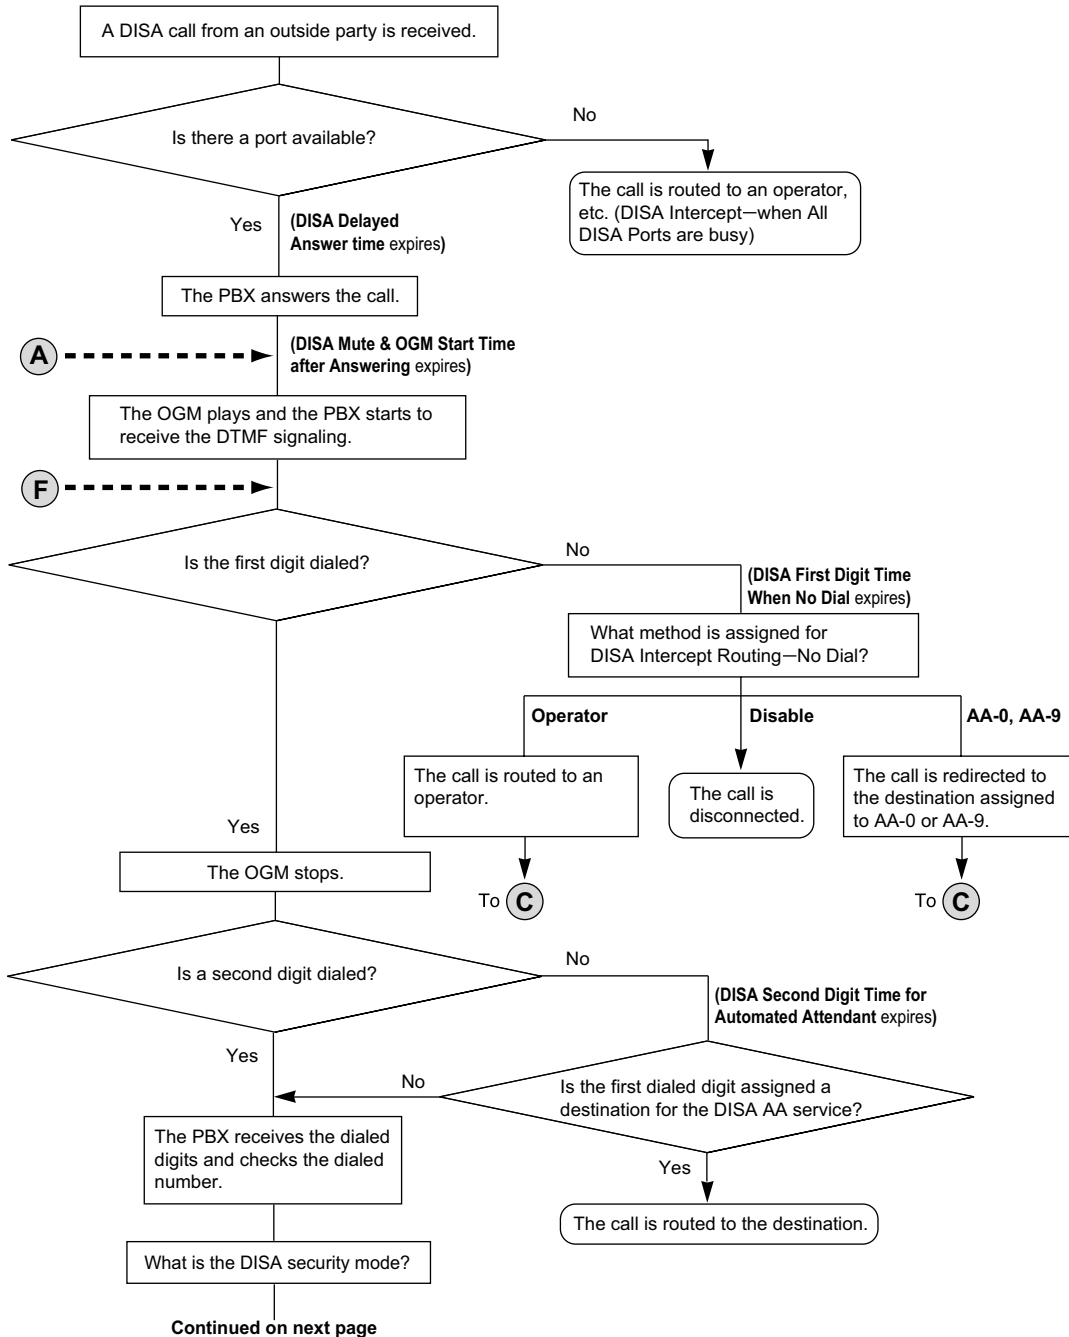 A DISA call from an outside party is received.
Is there a port available?
No
The call is routed to an operator,
etc. (DISA Intercept—when All
DISA Ports are busy)
Yes
(DISA Delayed
Answer time expires)
The PBX answers the call.
A
(DISA Mute & OGM Start Time
after Answering expires)
The OGM plays and the PBX starts to
receive the DTMF signaling.
F
Is the first digit dialed?
No
(DISA First Digit Time
When No Dial expires)
What method is assigned for
DISA Intercept Routing—No Dial?
Operator
Disable
AA-0, AA-9
The call is routed to an
operator.
The call is
disconnected.
The call is redirected to
the destination assigned
to AA-0 or AA-9.
Yes
The OGM stops.
To C
To C
Is a second digit dialed?
No
(DISA Second Digit Time for
Automated Attendant expires)
Yes
No
Is the first dialed digit assigned a
destination for the DISA AA service?
The PBX receives the dialed
digits and checks the dialed
number.
Yes
The call is routed to the destination.
What is the DISA security mode?
Continued on next page